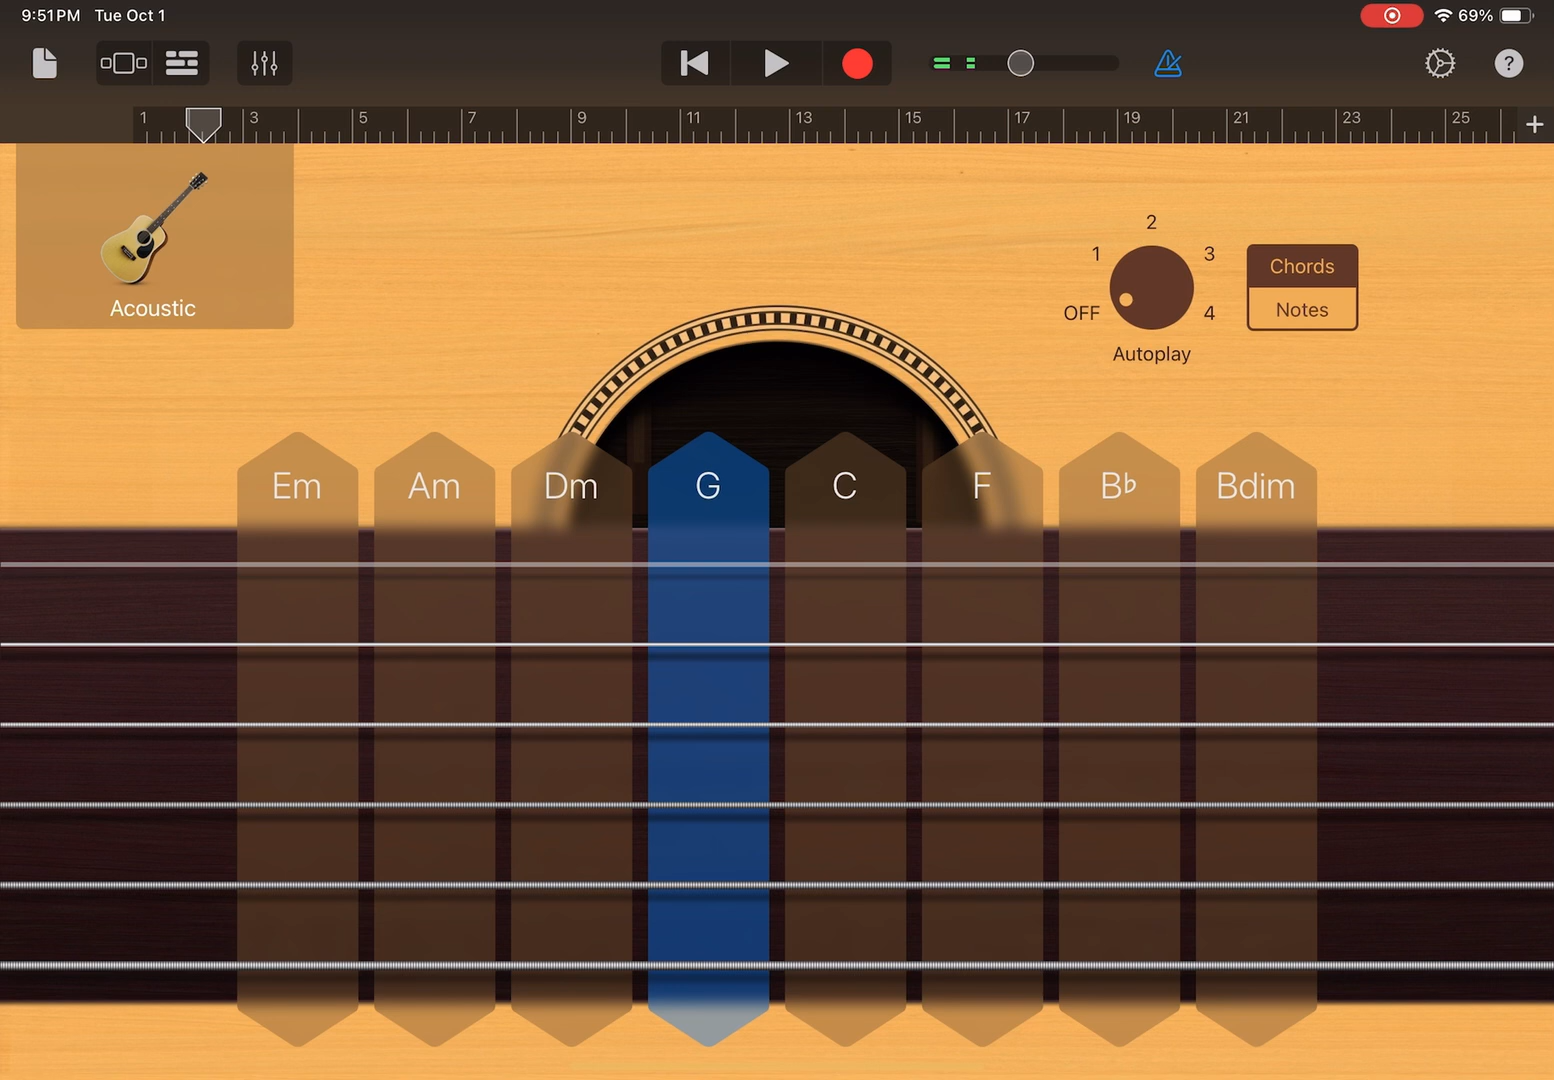 9:51 PM Tue Oct 1 69%
?
1 3 5 7 9 11 13 15 17 19 21 23 25 +
Acoustic
2
1 3
OFF 4
Autoplay
Chords
Notes
Em Am Dm G C F B♭ Bdim